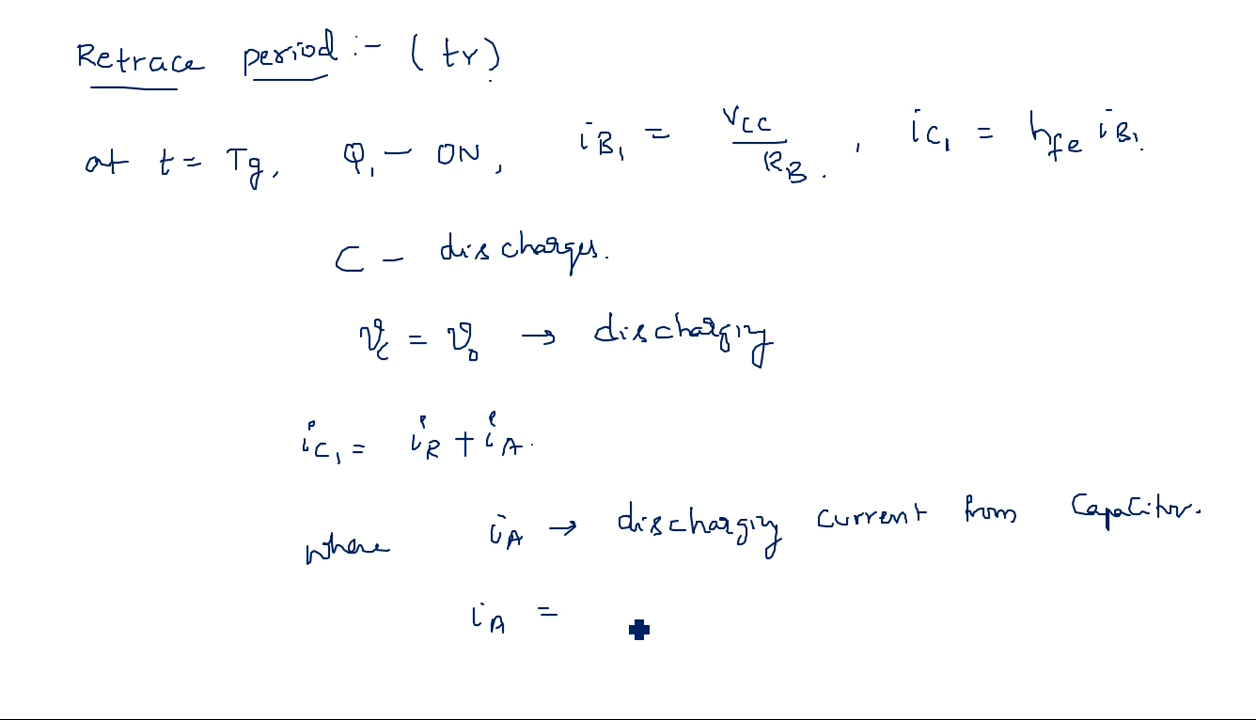 Retrace period :- (tr)
at t = Tg, Q₁ - ON, iB₁ = VCC/RB, iC₁ = hfe iB₁.
C - discharges.
vc = v₀ → discharging
iC₁ = iR + iA.
where iA → discharging current from Capacitor.
iA =